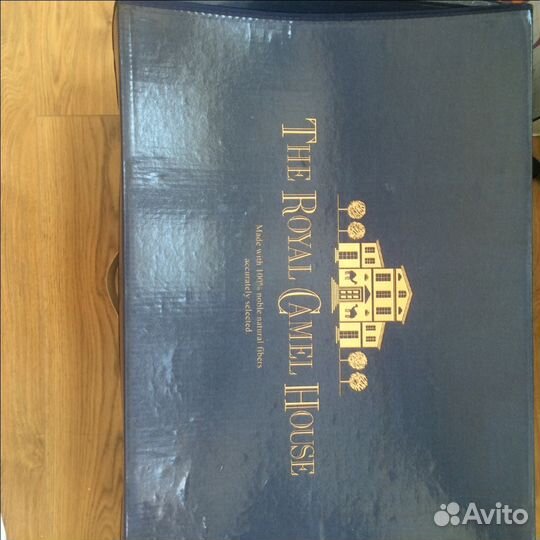 THE ROYAL CAMEL HOUSE
Made with 100% noble natural fibers
accurately selected
Avito